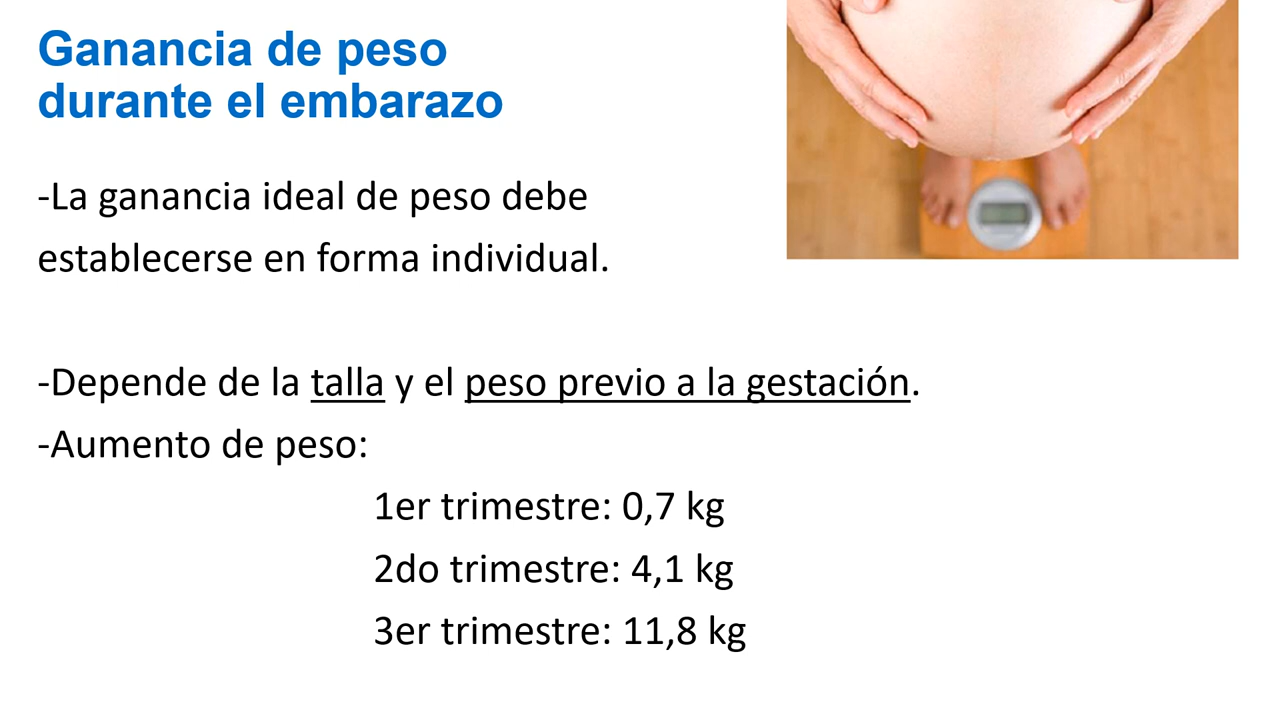 Ganancia de peso
durante el embarazo
-La ganancia ideal de peso debe
establecerse en forma individual.
-Depende de la talla y el peso previo a la gestación.
-Aumento de peso:
1er trimestre: 0,7 kg
2do trimestre: 4,1 kg
3er trimestre: 11,8 kg